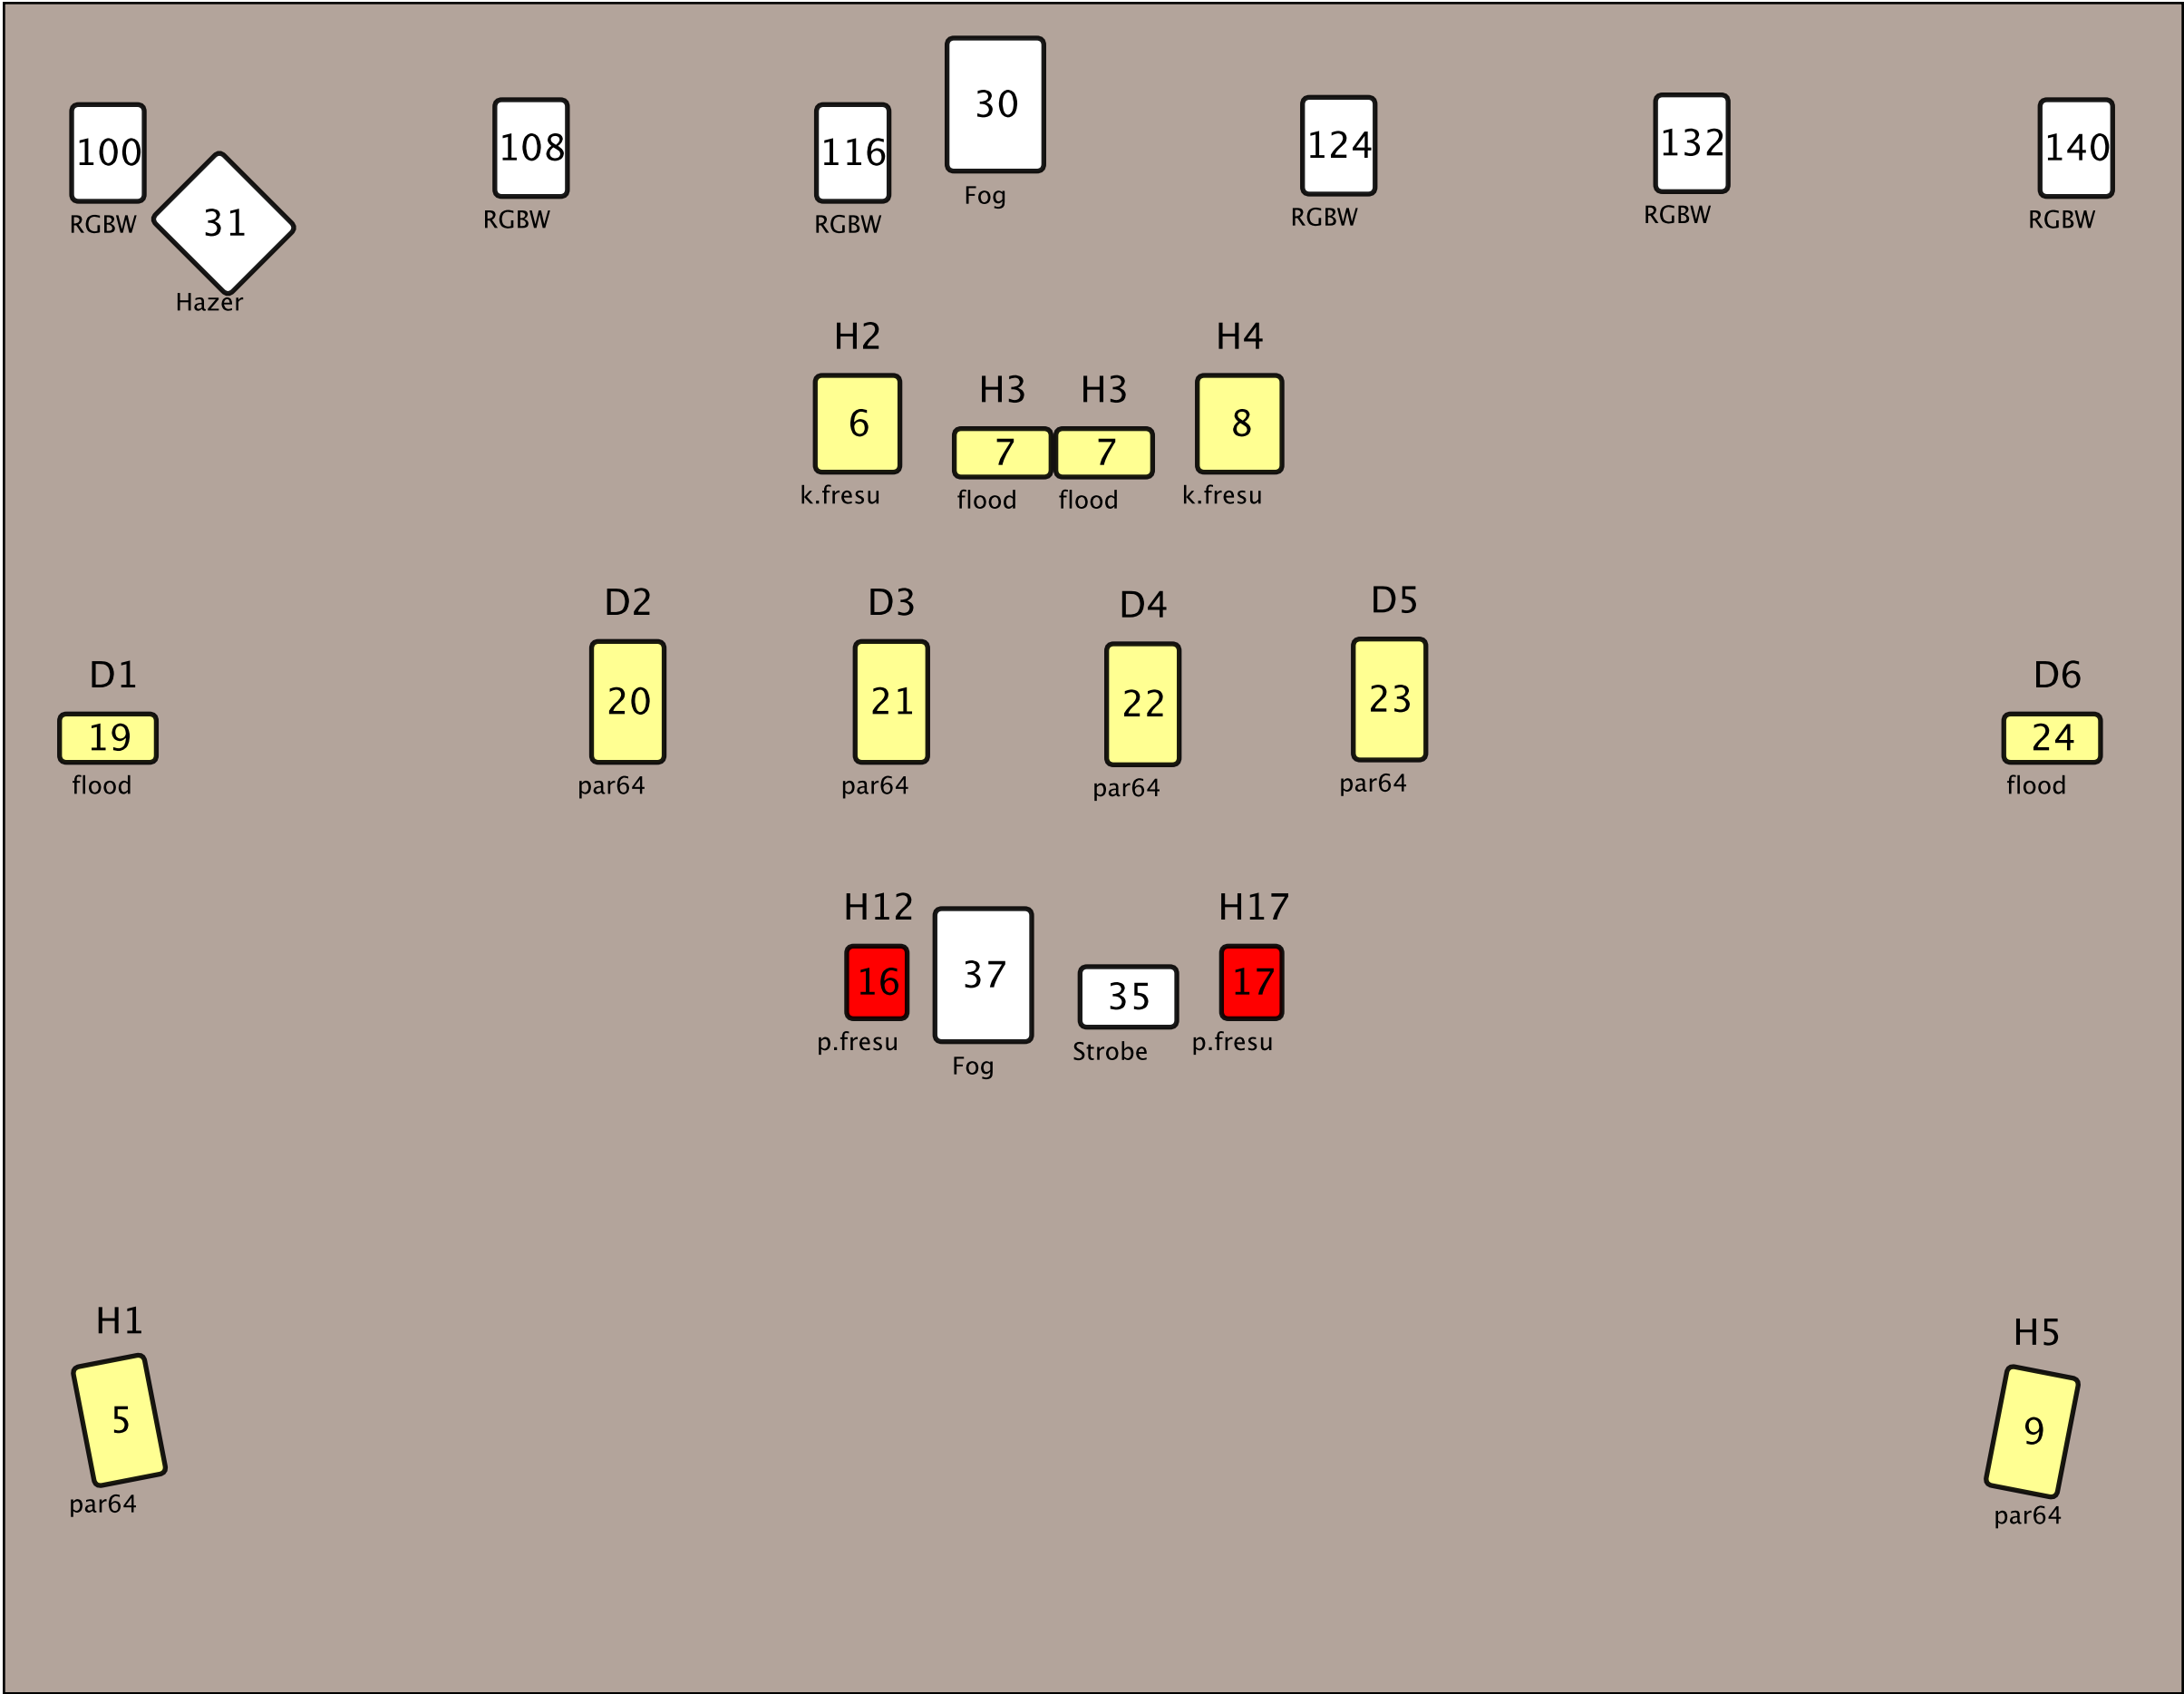 30
100
108
116
124
132
140
Fog
RGBW
31
RGBW
RGBW
RGBW
RGBW
RGBW
Hazer
H2
H4
H3
H3
6
7
7
8
k.fresu
flood
flood
k.fresu
D2
D3
D4
D5
D1
D6
20
21
22
23
19
24
par64
par64
par64
par64
flood
flood
H12
H17
16
37
35
17
p.fresu
Fog
Strobe
p.fresu
H1
H5
5
9
par64
par64